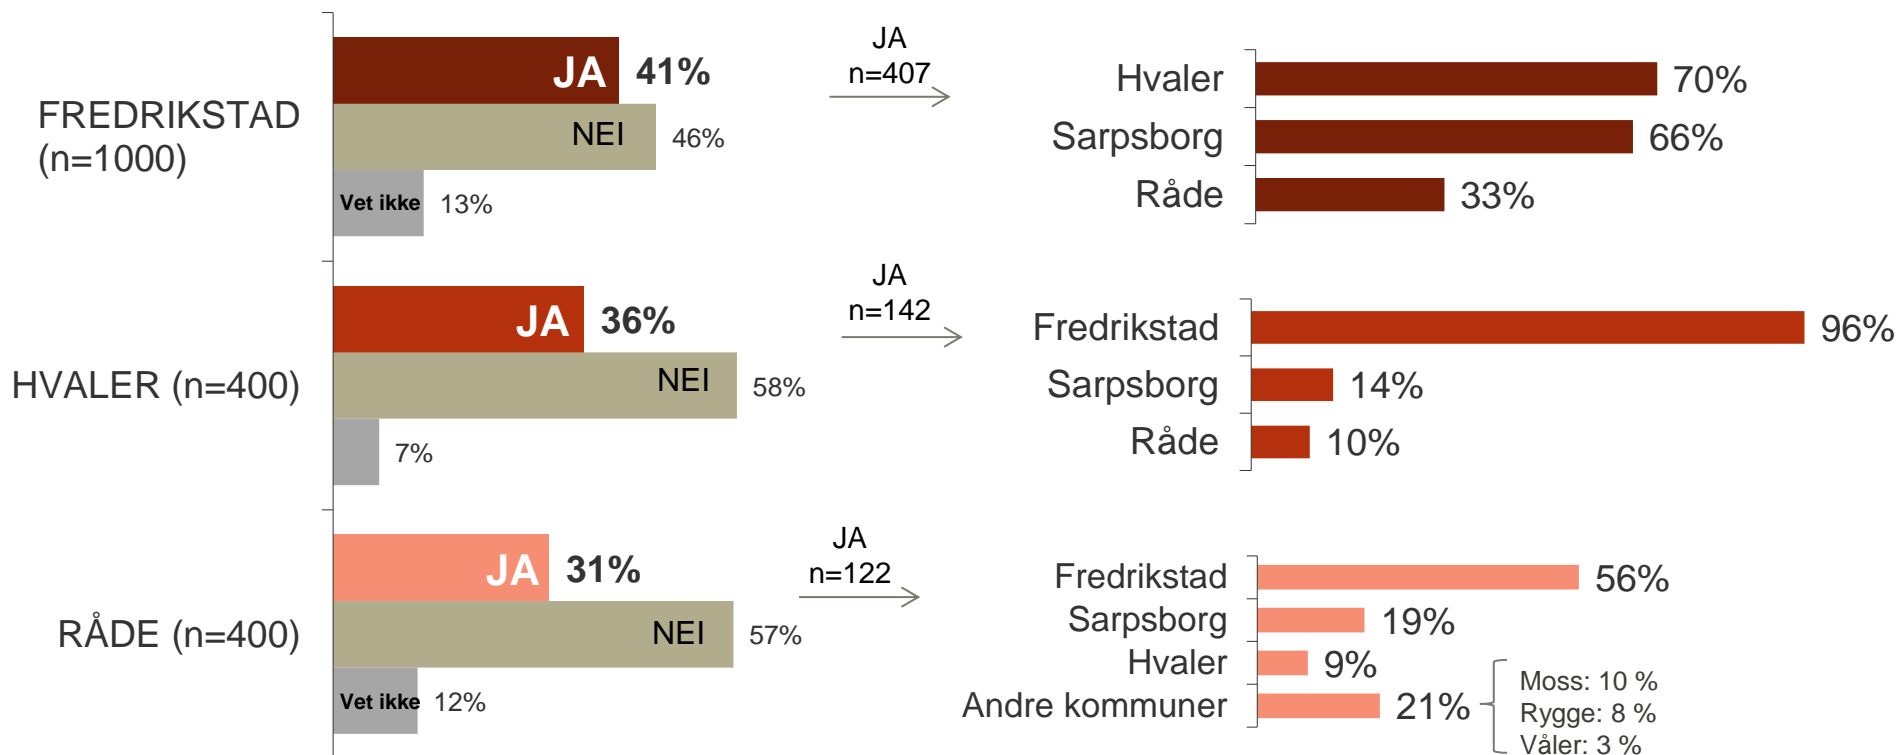 FREDRIKSTAD
(n=1000)
JA 41%
NEI 46%
Vet ikke 13%
JA
n=407
Hvaler 70%
Sarpsborg 66%
Råde 33%
HVALER (n=400)
JA 36%
NEI 58%
7%
JA
n=142
Fredrikstad 96%
Sarpsborg 14%
Råde 10%
RÅDE (n=400)
JA 31%
NEI 57%
Vet ikke 12%
JA
n=122
Fredrikstad 56%
Sarpsborg 19%
Hvaler 9%
Andre kommuner 21%
Moss: 10 %
Rygge: 8 %
Våler: 3 %